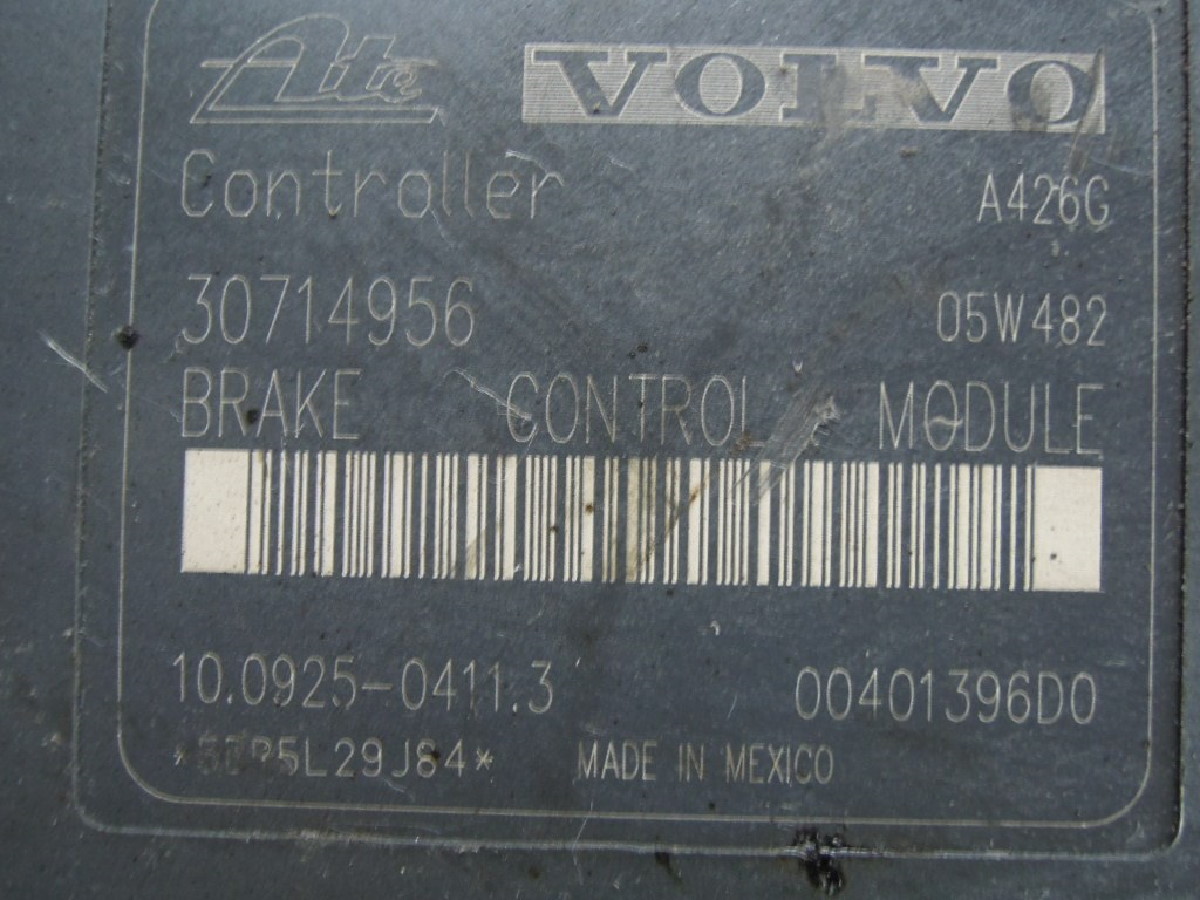 Ate VOLVO
Controller A426G
30714956 05W482
BRAKE CONTROL MODULE
10.0925-0411.3 00401396D0
MADE IN MEXICO